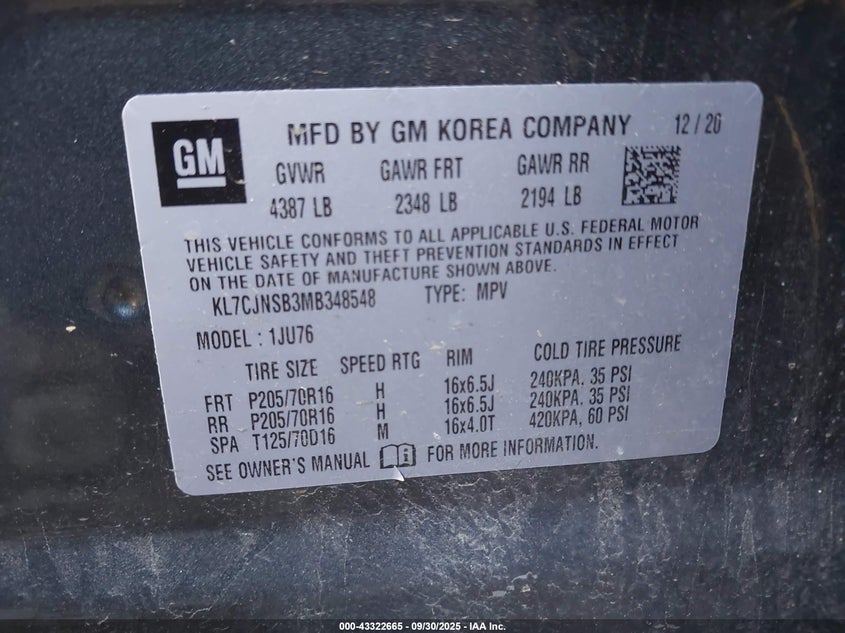 GM
MFD BY GM KOREA COMPANY 12/20
GVWR GAWR FRT GAWR RR
4387 LB 2348 LB 2194 LB
THIS VEHICLE CONFORMS TO ALL APPLICABLE U.S. FEDERAL MOTOR
VEHICLE SAFETY AND THEFT PREVENTION STANDARDS IN EFFECT
ON THE DATE OF MANUFACTURE SHOWN ABOVE.
KL7CJNSB3MB348548 TYPE: MPV
MODEL : 1JU76
TIRE SIZE SPEED RTG RIM COLD TIRE PRESSURE
FRT P205/70R16 H 16x6.5J 240KPA, 35 PSI
RR P205/70R16 H 16x6.5J 240KPA, 35 PSI
SPA T125/70D16 M 16x4.0T 420KPA, 60 PSI
SEE OWNER'S MANUAL FOR MORE INFORMATION.
000-43322665 - 09/30/2025 - IAA Inc.